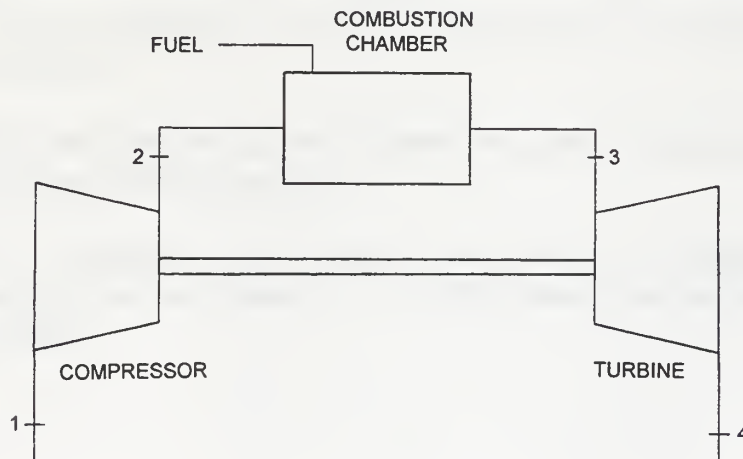 COMBUSTION
CHAMBER
FUEL
2
3
COMPRESSOR
TURBINE
1
4